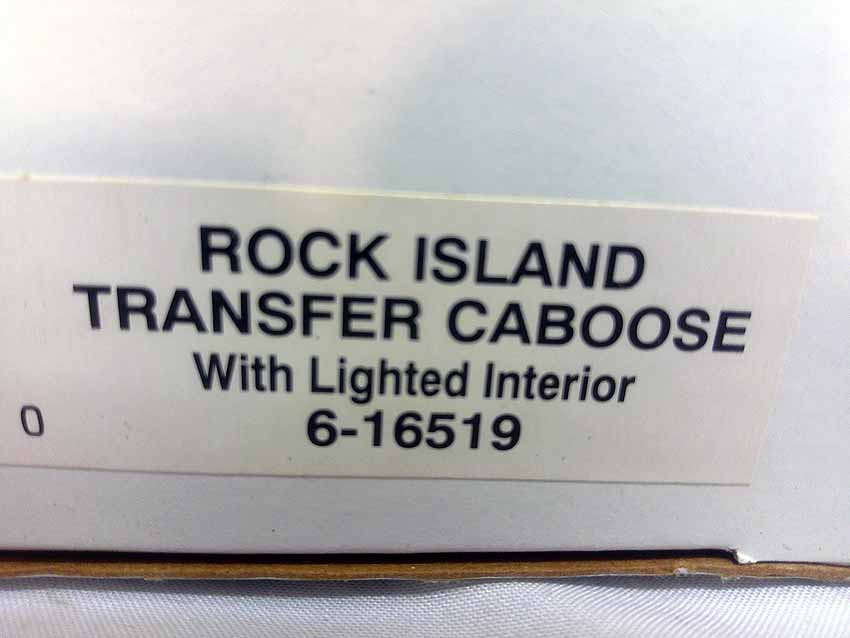 ROCK ISLAND
TRANSFER CABOOSE
With Lighted Interior
0
6-16519